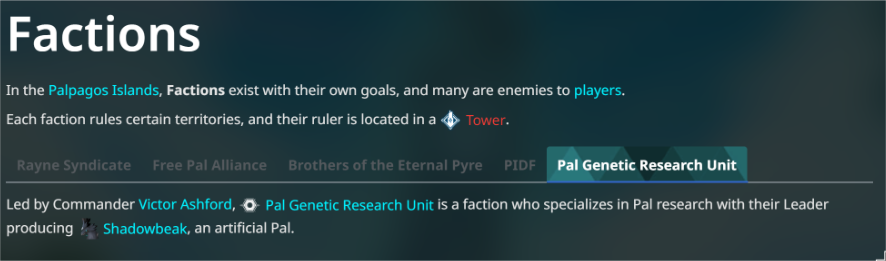 Factions
In the Palpagos Islands, Factions exist with their own goals, and many are enemies to players.
Each faction rules certain territories, and their ruler is located in a Tower.
Rayne Syndicate Free Pal Alliance Brothers of the Eternal Pyre PIDF Pal Genetic Research Unit
Led by Commander Victor Ashford, Pal Genetic Research Unit is a faction who specializes in Pal research with their Leader
producing Shadowbeak, an artificial Pal.